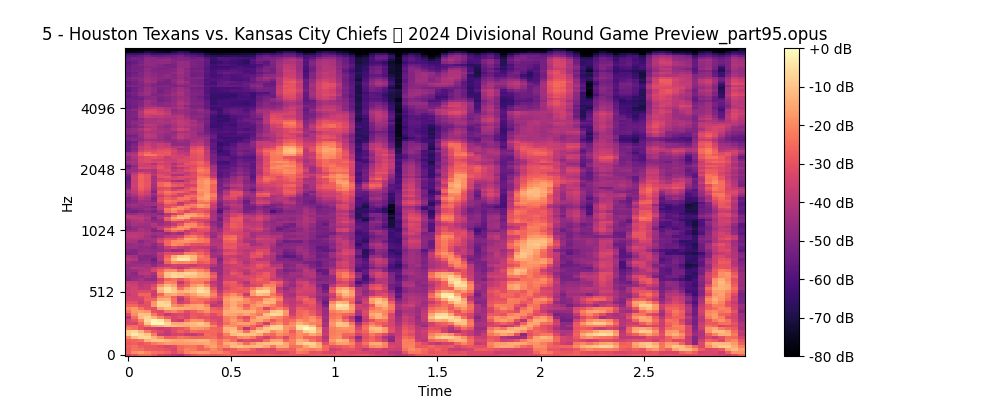 5 - Houston Texans vs. Kansas City Chiefs ▯ 2024 Divisional Round Game Preview_part95.opus
+0 dB
-10 dB
-20 dB
-30 dB
-40 dB
-50 dB
-60 dB
-70 dB
-80 dB
4096
2048
1024
512
0
Hz
0
0.5
1
1.5
2
2.5
Time